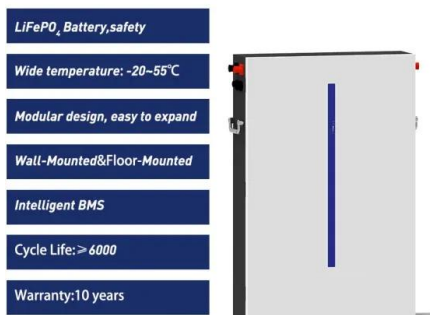 LiFePO4 Battery,safety
Wide temperature: -20~55℃
Modular design, easy to expand
Wall-Mounted&Floor-Mounted
Intelligent BMS
Cycle Life:≥6000
Warranty:10 years